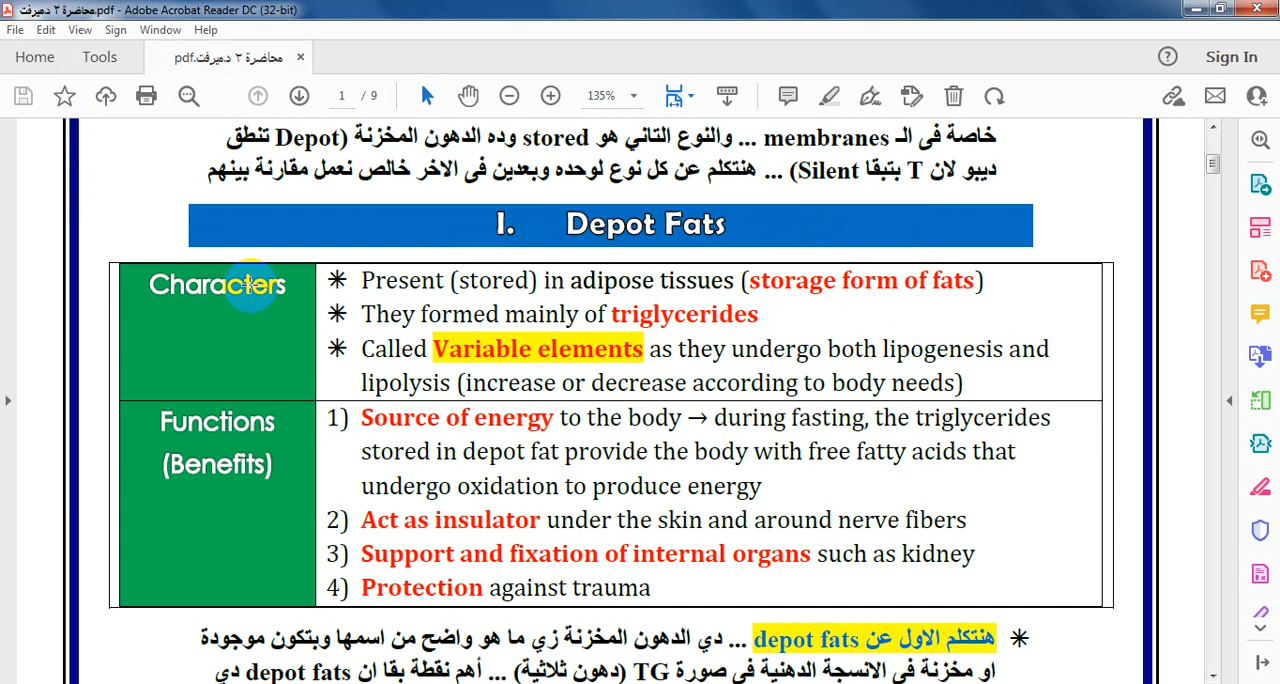 محاضرة ٢ د.ميرفت.pdf - Adobe Acrobat Reader DC (32-bit)
File Edit View Sign Window Help
Home Tools محاضرة ٢ د.ميرفت.pdf × Sign In
1 / 9 135%
خاصة فى الـ membranes ... والنوع التاني هو stored وده الدهون المخزنة (Depot تنطق
ديبو لان T بتبقا Silent) ... هنتكلم عن كل نوع لوحده وبعدين فى الاخر خالص نعمل مقارنة بينهم
I. Depot Fats
Characters
✳ Present (stored) in adipose tissues (storage form of fats)
✳ They formed mainly of triglycerides
✳ Called Variable elements as they undergo both lipogenesis and
lipolysis (increase or decrease according to body needs)
Functions
(Benefits)
1) Source of energy to the body → during fasting, the triglycerides
stored in depot fat provide the body with free fatty acids that
undergo oxidation to produce energy
2) Act as insulator under the skin and around nerve fibers
3) Support and fixation of internal organs such as kidney
4) Protection against trauma
✳ هنتكلم الاول عن depot fats ... دي الدهون المخزنة زي ما هو واضح من اسمها وبتكون موجودة
او مخزنة في الانسجة الدهنية في صورة TG (دهون ثلاثية) ... أهم نقطة بقا ان depot fats دي